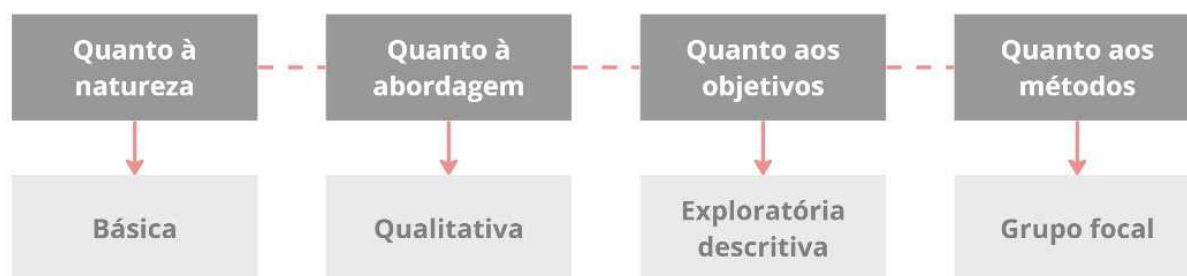 Quanto à
natureza
Quanto à
abordagem
Quanto aos
objetivos
Quanto aos
métodos
Básica
Qualitativa
Exploratória
descritiva
Grupo focal